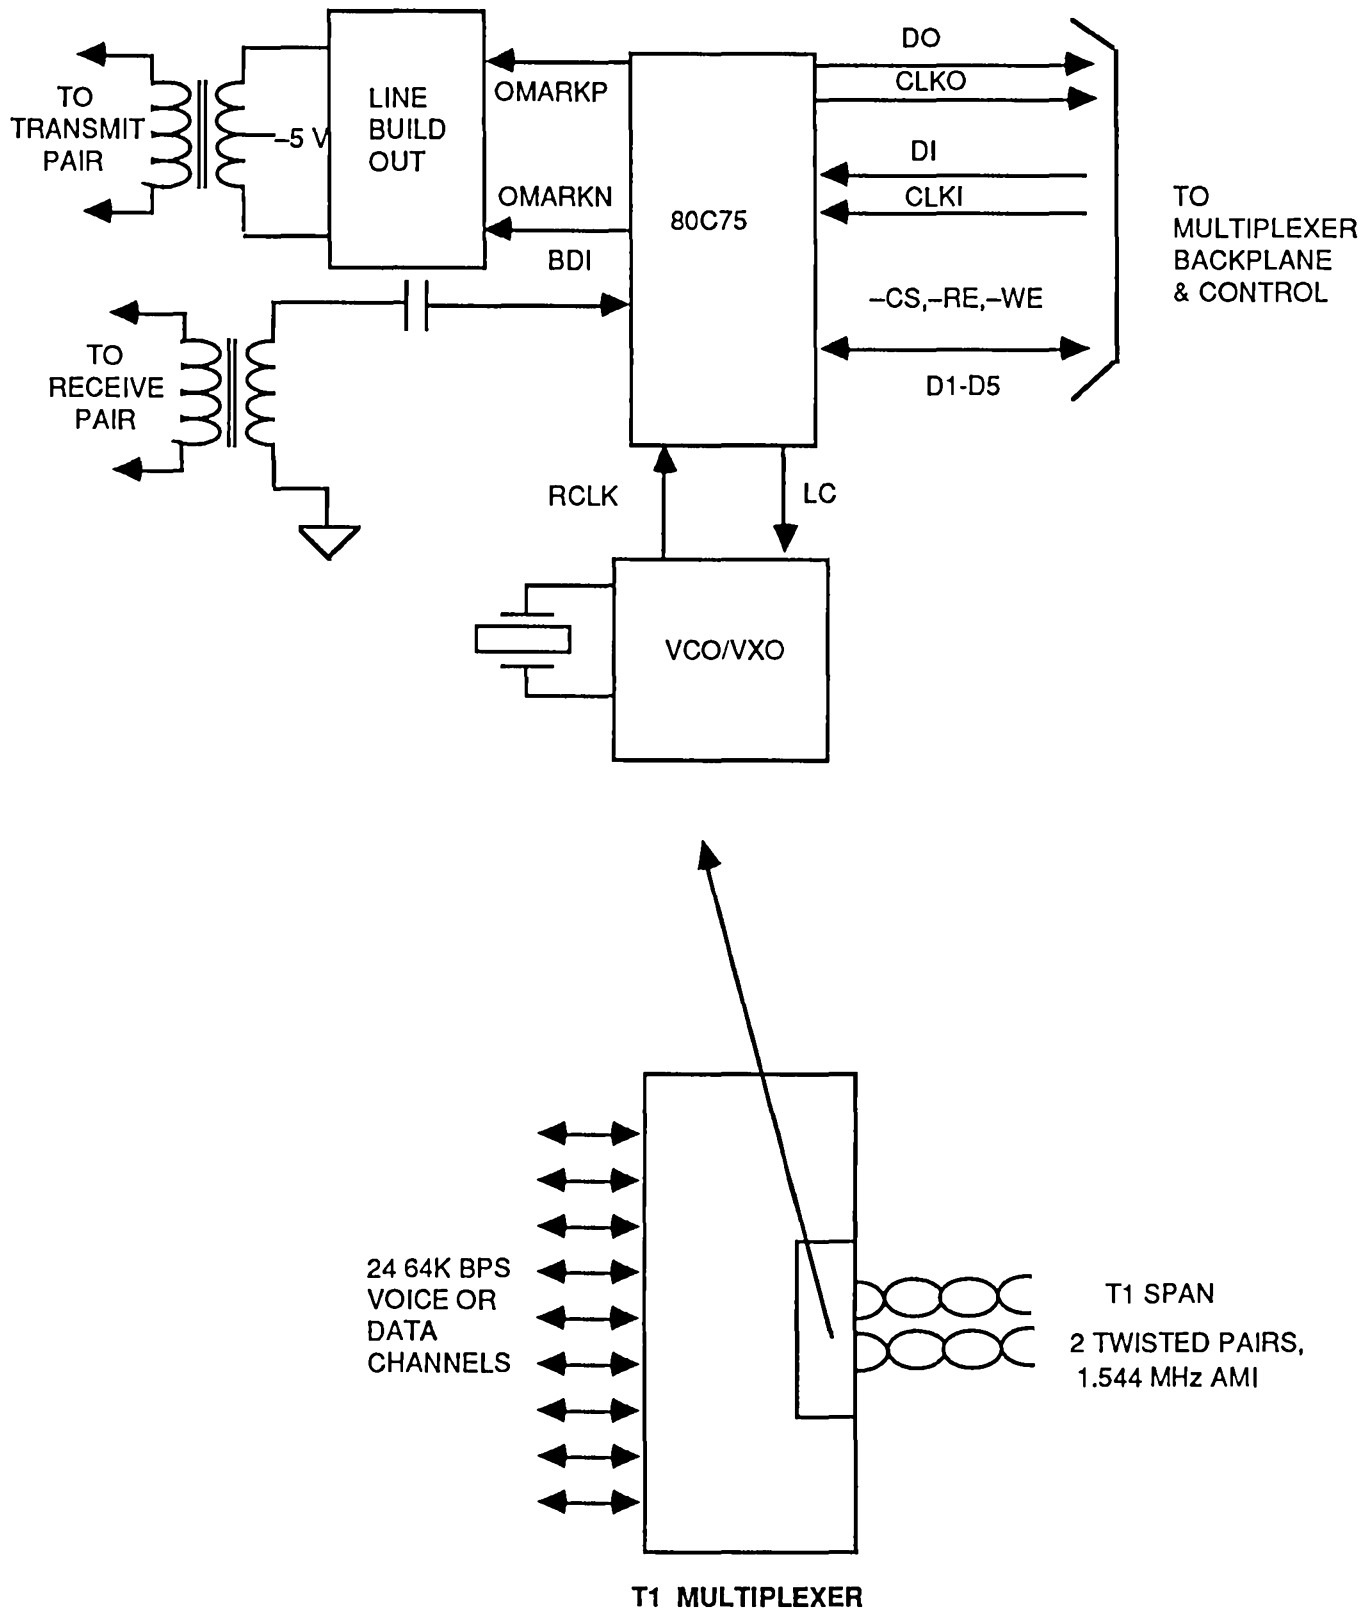 DO
CLKO
OMARKP
LINE
BUILD
OUT
TO
TRANSMIT
PAIR
–5 V
DI
CLKI
OMARKN
80C75
TO
MULTIPLEXER
BACKPLANE
& CONTROL
BDI
–CS,–RE,–WE
D1-D5
TO
RECEIVE
PAIR
RCLK
LC
VCO/VXO
24 64K BPS
VOICE OR
DATA
CHANNELS
T1 SPAN
2 TWISTED PAIRS,
1.544 MHz AMI
T1 MULTIPLEXER